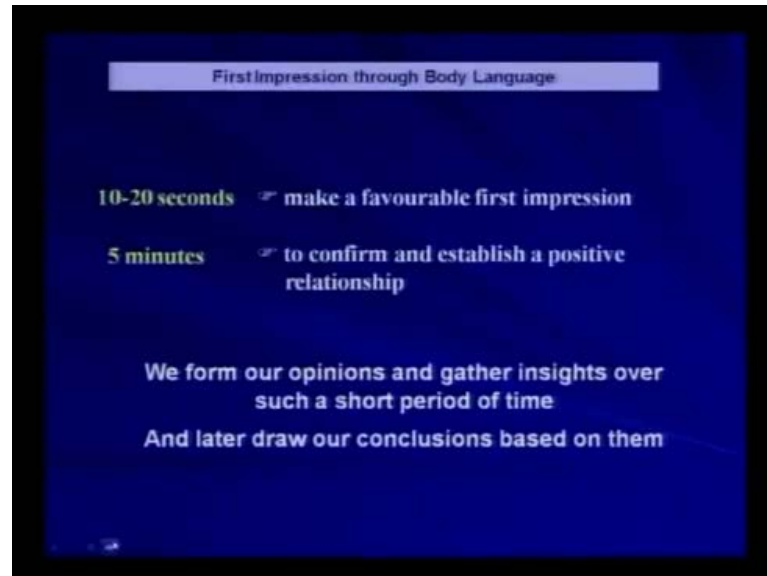 First Impression through Body Language
10-20 seconds ☞ make a favourable first impression
5 minutes ☞ to confirm and establish a positive
relationship
We form our opinions and gather insights over
such a short period of time
And later draw our conclusions based on them